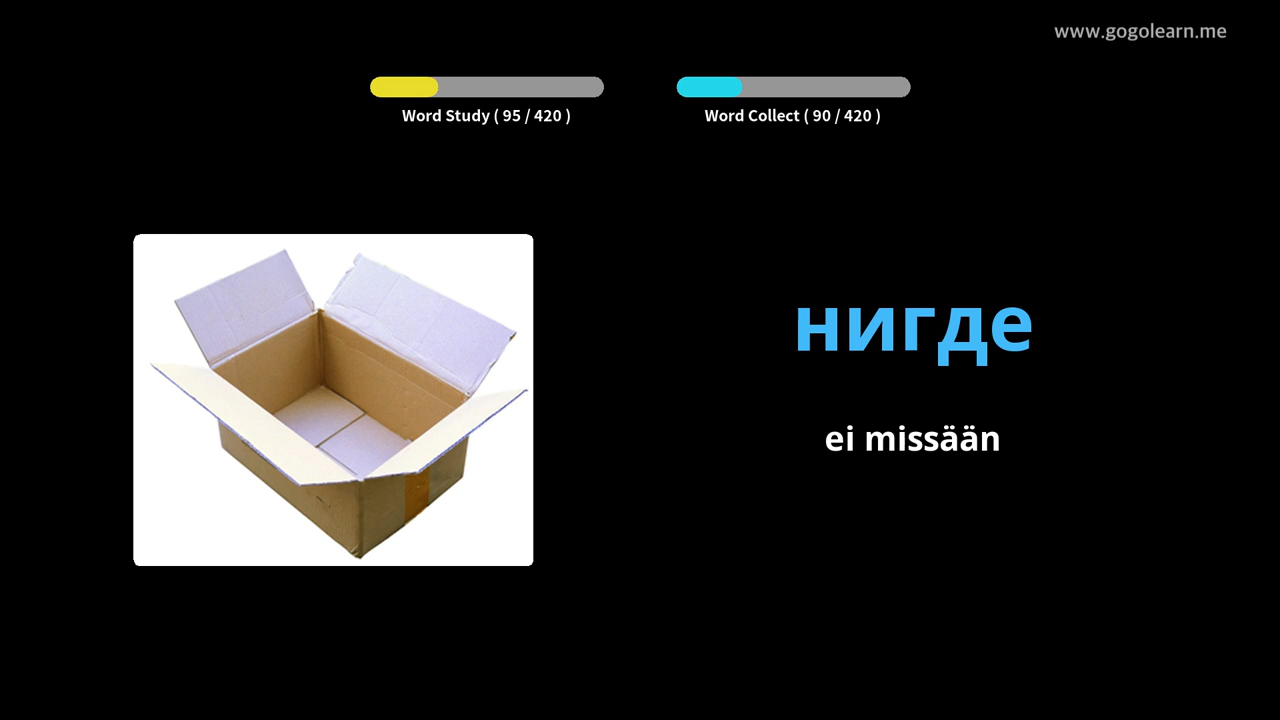 www.gogolearn.me
Word Study ( 95 / 420 )
Word Collect ( 90 / 420 )
нигде
ei missään